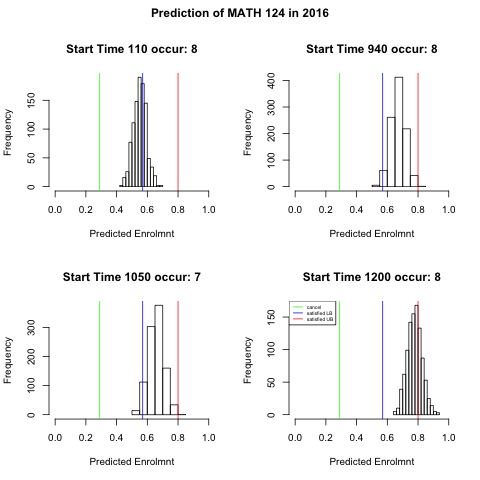 Prediction of MATH 124 in 2016
Start Time 110 occur: 8
Frequency
150
100
50
0
0.0 0.2 0.4 0.6 0.8 1.0
Predicted Enrolmnt
Start Time 940 occur: 8
Frequency
400
300
200
100
0
0.0 0.2 0.4 0.6 0.8 1.0
Predicted Enrolmnt
Start Time 1050 occur: 7
Frequency
300
200
100
0
0.0 0.2 0.4 0.6 0.8 1.0
Predicted Enrolmnt
Start Time 1200 occur: 8
Frequency
150
100
50
0
cancel
satisfied LB
satisfied UB
0.0 0.2 0.4 0.6 0.8 1.0
Predicted Enrolmnt